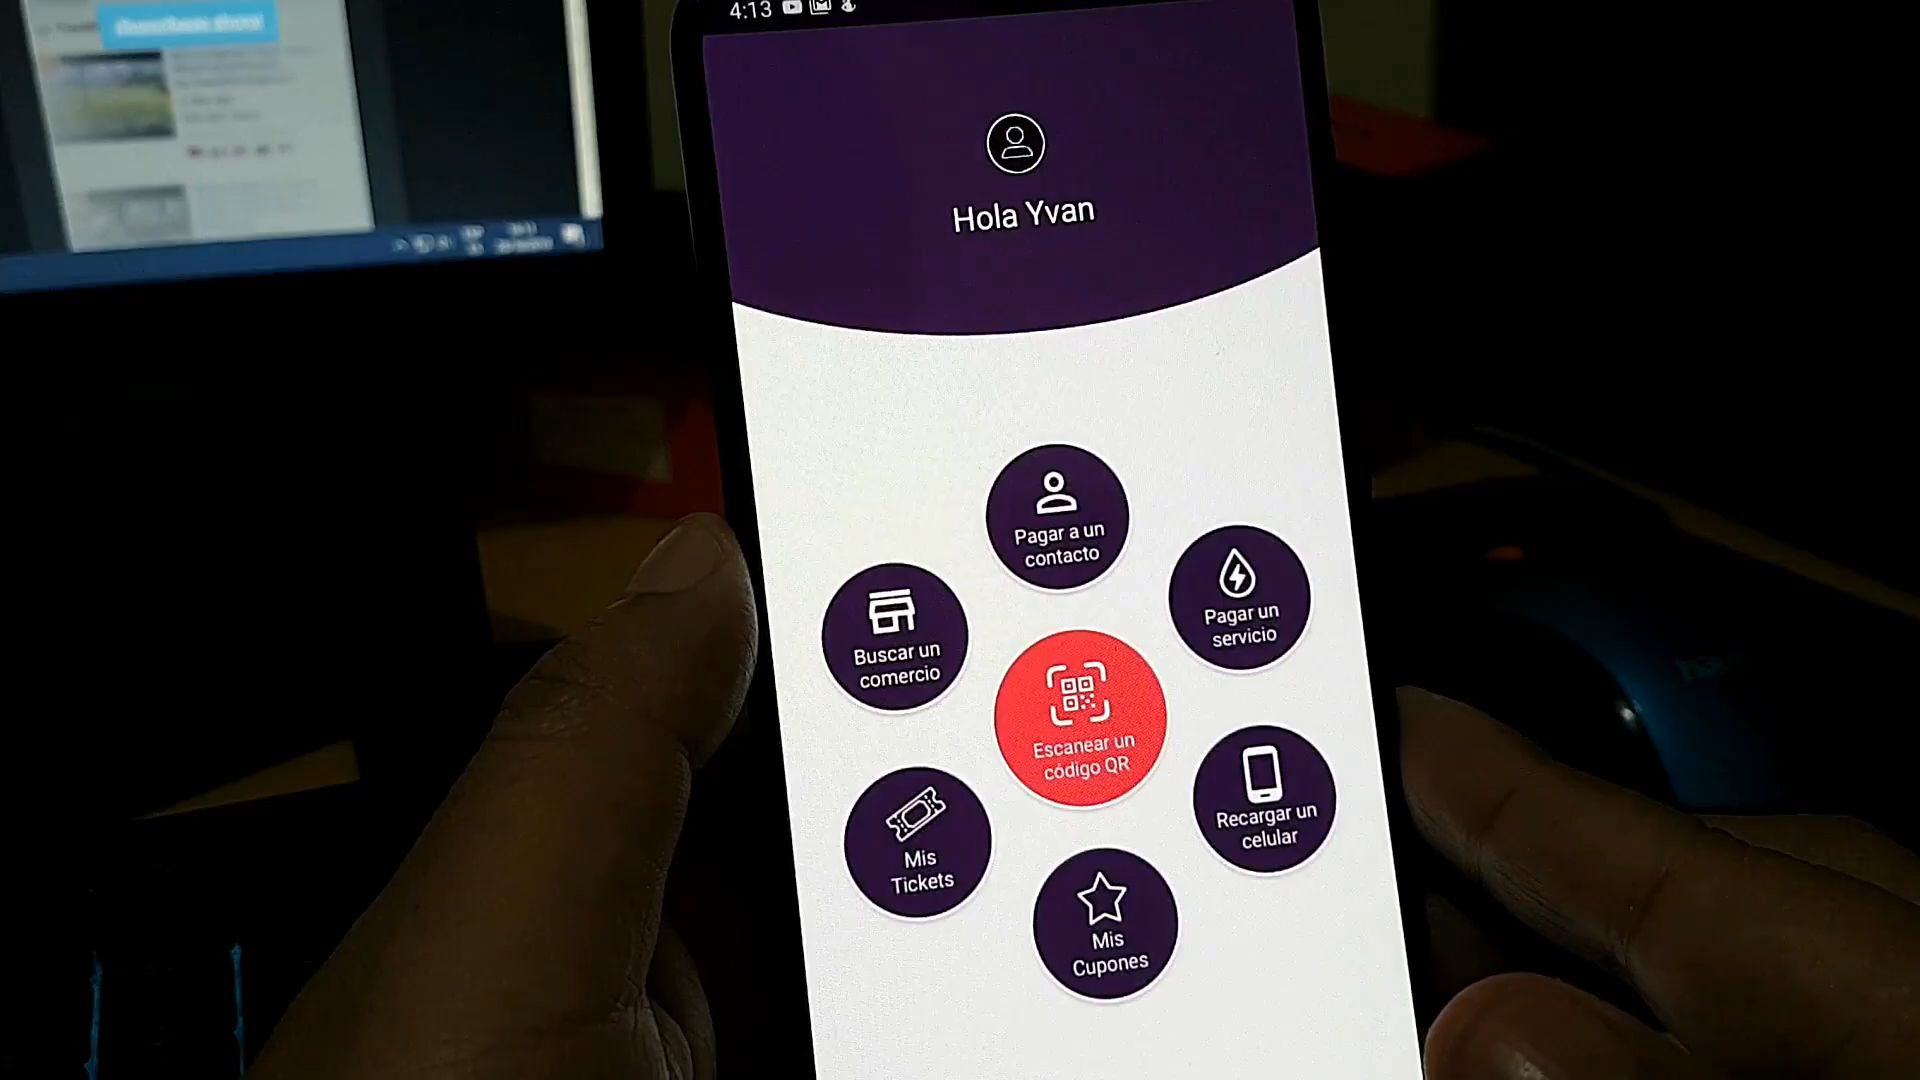 4:13
Hola Yvan
Pagar a un
contacto
Pagar un
servicio
Buscar un
comercio
Escanear un
código QR
Recargar un
celular
Mis
Tickets
Mis
Cupones